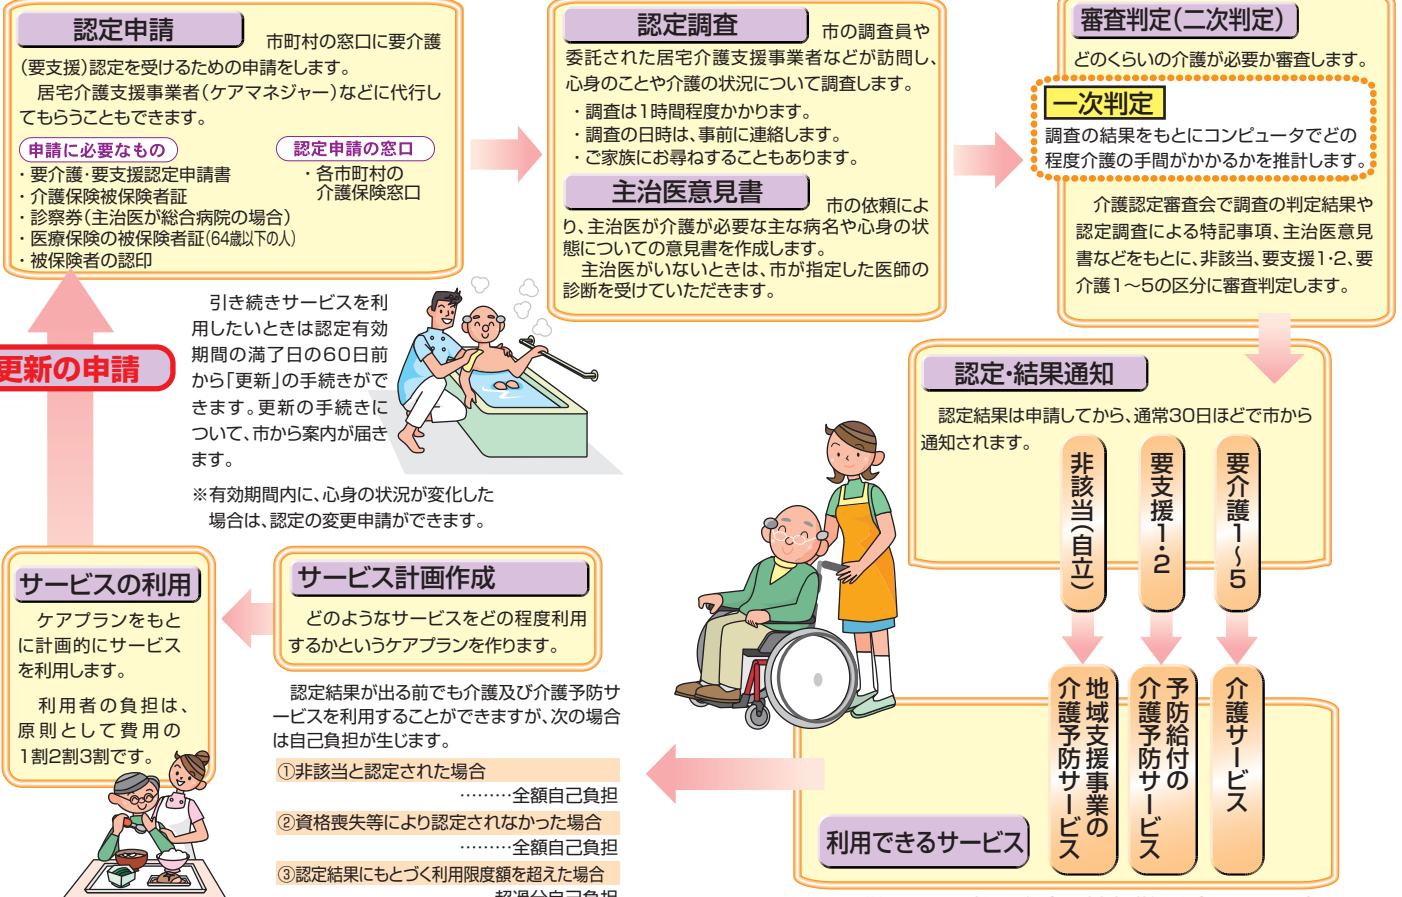 認定申請
市町村の窓口に要介護
(要支援)認定を受けるための申請をします。
居宅介護支援事業者(ケアマネジャー)などに代行し
てもらうこともできます。
申請に必要なもの
・要介護・要支援認定申請書
・介護保険被保険者証
・診察券(主治医が総合病院の場合)
・医療保険の被保険者証(64歳以下の人)
・被保険者の認印
認定申請の窓口
・各市町村の
介護保険窓口
認定調査
市の調査員や
委託された居宅介護支援事業者などが訪問し、
心身のことや介護の状況について調査します。
・調査は1時間程度かかります。
・調査の日時は、事前に連絡します。
・ご家族にお尋ねすることもあります。
主治医意見書
市の依頼によ
り、主治医が介護が必要な主な病名や心身の状
態についての意見書を作成します。
主治医がいないときは、市が指定した医師の
診断を受けていただきます。
審査判定(二次判定)
どのくらいの介護が必要か審査します。
一次判定
調査の結果をもとにコンピュータでどの
程度介護の手間がかかるかを推計します。
介護認定審査会で調査の判定結果や
認定調査による特記事項、主治医意見
書などをもとに、非該当、要支援1・2、要
介護1〜5の区分に審査判定します。
認定・結果通知
認定結果は申請してから、通常30日ほどで市から
通知されます。
非該当(自立)
要支援1・2
要介護1〜5
地域支援事業の
介護予防サービス
予防給付の
介護予防サービス
介護サービス
利用できるサービス
サービス計画作成
どのようなサービスをどの程度利用
するかというケアプランを作ります。
認定結果が出る前でも介護及び介護予防サ
ービスを利用することができますが、次の場合
は自己負担が生じます。
①非該当と認定された場合
………全額自己負担
②資格喪失等により認定されなかった場合
………全額自己負担
③認定結果にもとづく利用限度額を超えた場合
超過分自己負担
サービスの利用
ケアプランをもと
に計画的にサービス
を利用します。
利用者の負担は、
原則として費用の
1割2割3割です。
更新の申請
引き続きサービスを利
用したいときは認定有効
期間の満了日の60日前
から「更新」の手続きがで
きます。更新の手続きに
ついて、市から案内が届き
ます。
※有効期間内に、心身の状況が変化した
場合は、認定の変更申請ができます。